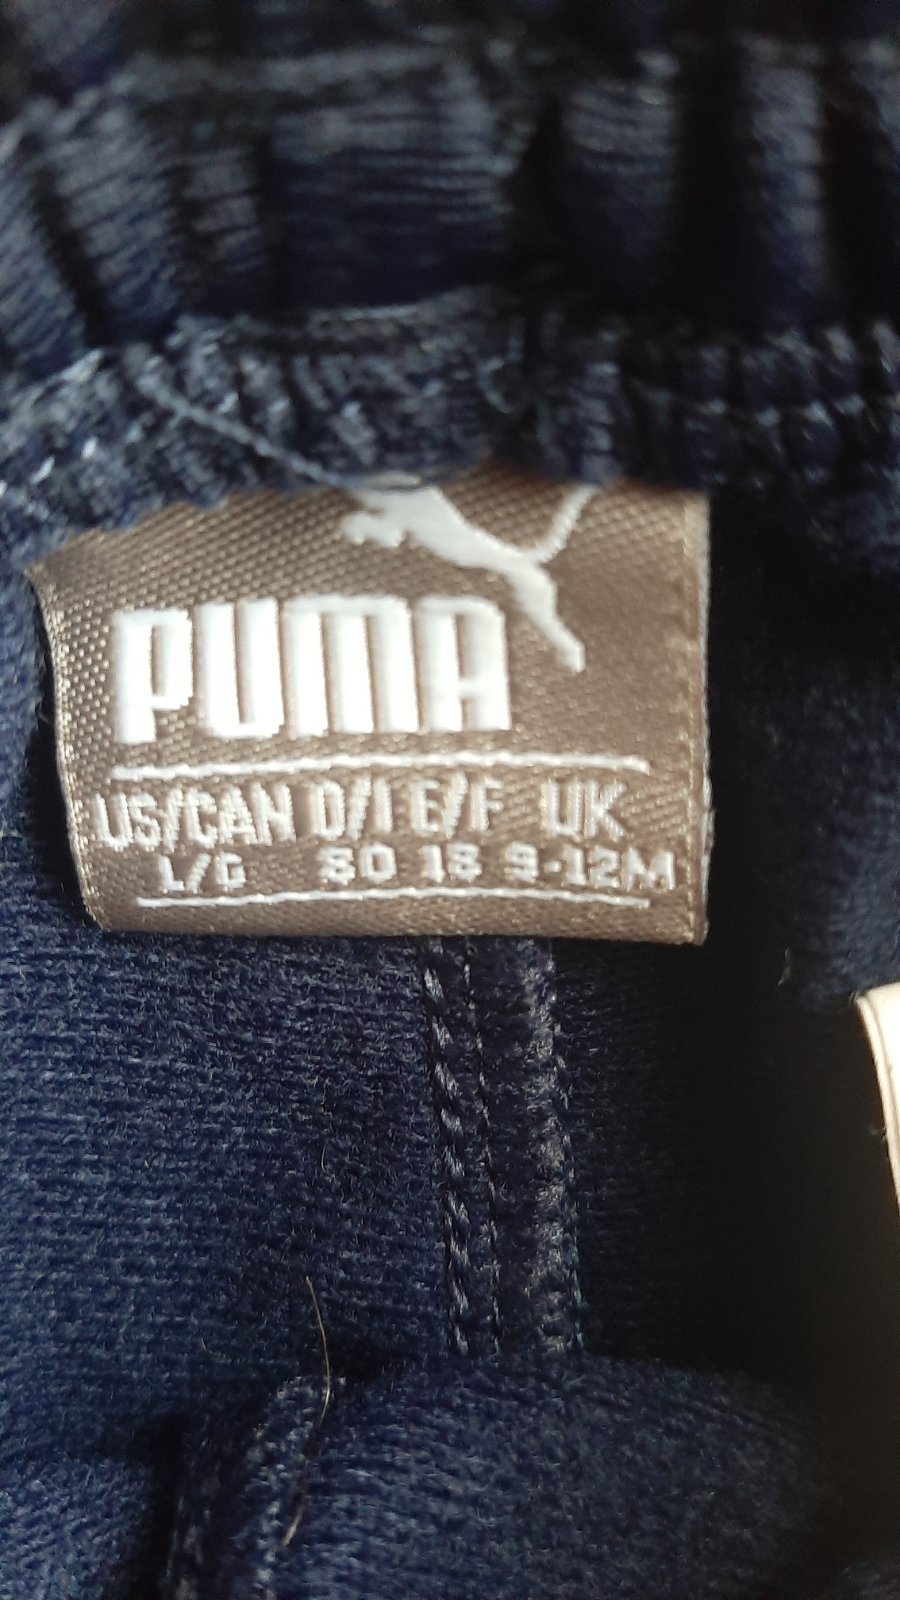 PUMA
US/CAN D/I E/F UK
L/G 80 18 9-12M